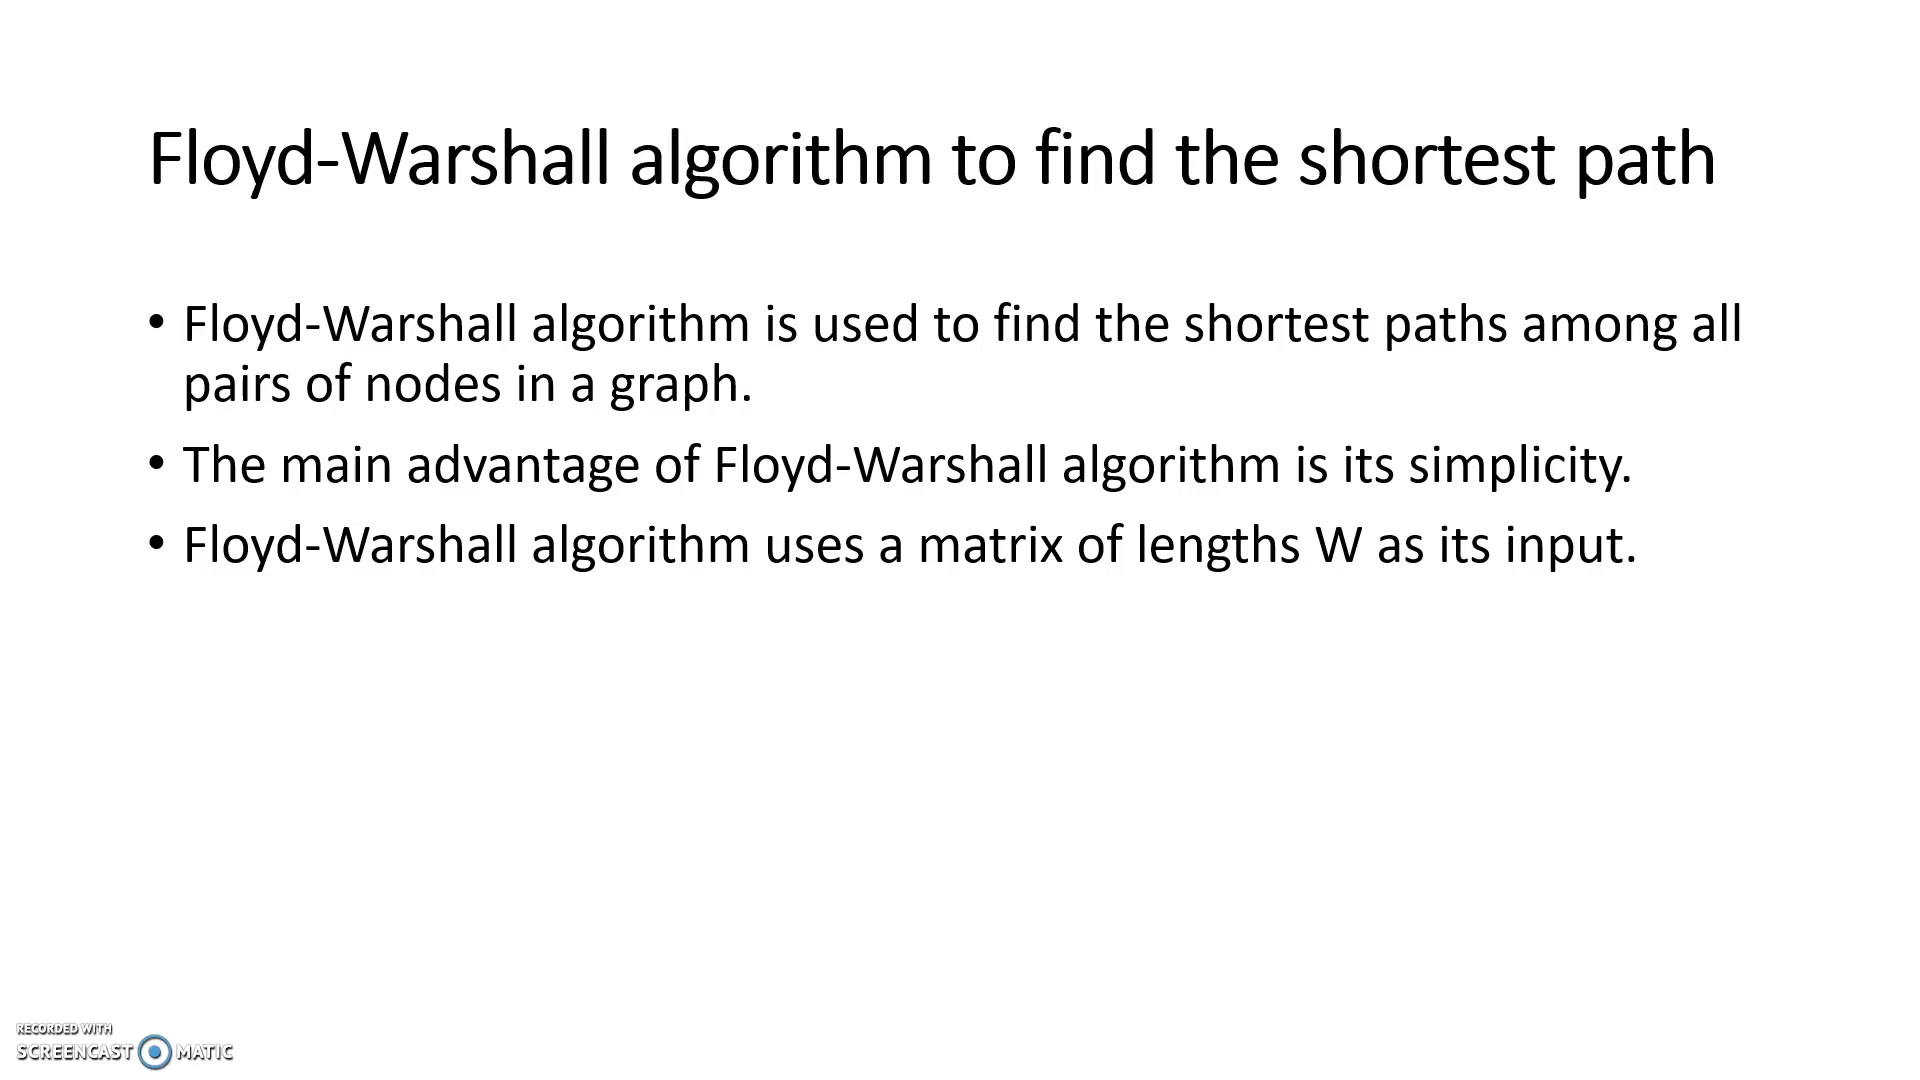 Floyd-Warshall algorithm to find the shortest path
• Floyd-Warshall algorithm is used to find the shortest paths among all
pairs of nodes in a graph.
• The main advantage of Floyd-Warshall algorithm is its simplicity.
• Floyd-Warshall algorithm uses a matrix of lengths W as its input.
RECORDED WITH
SCREENCAST MATIC